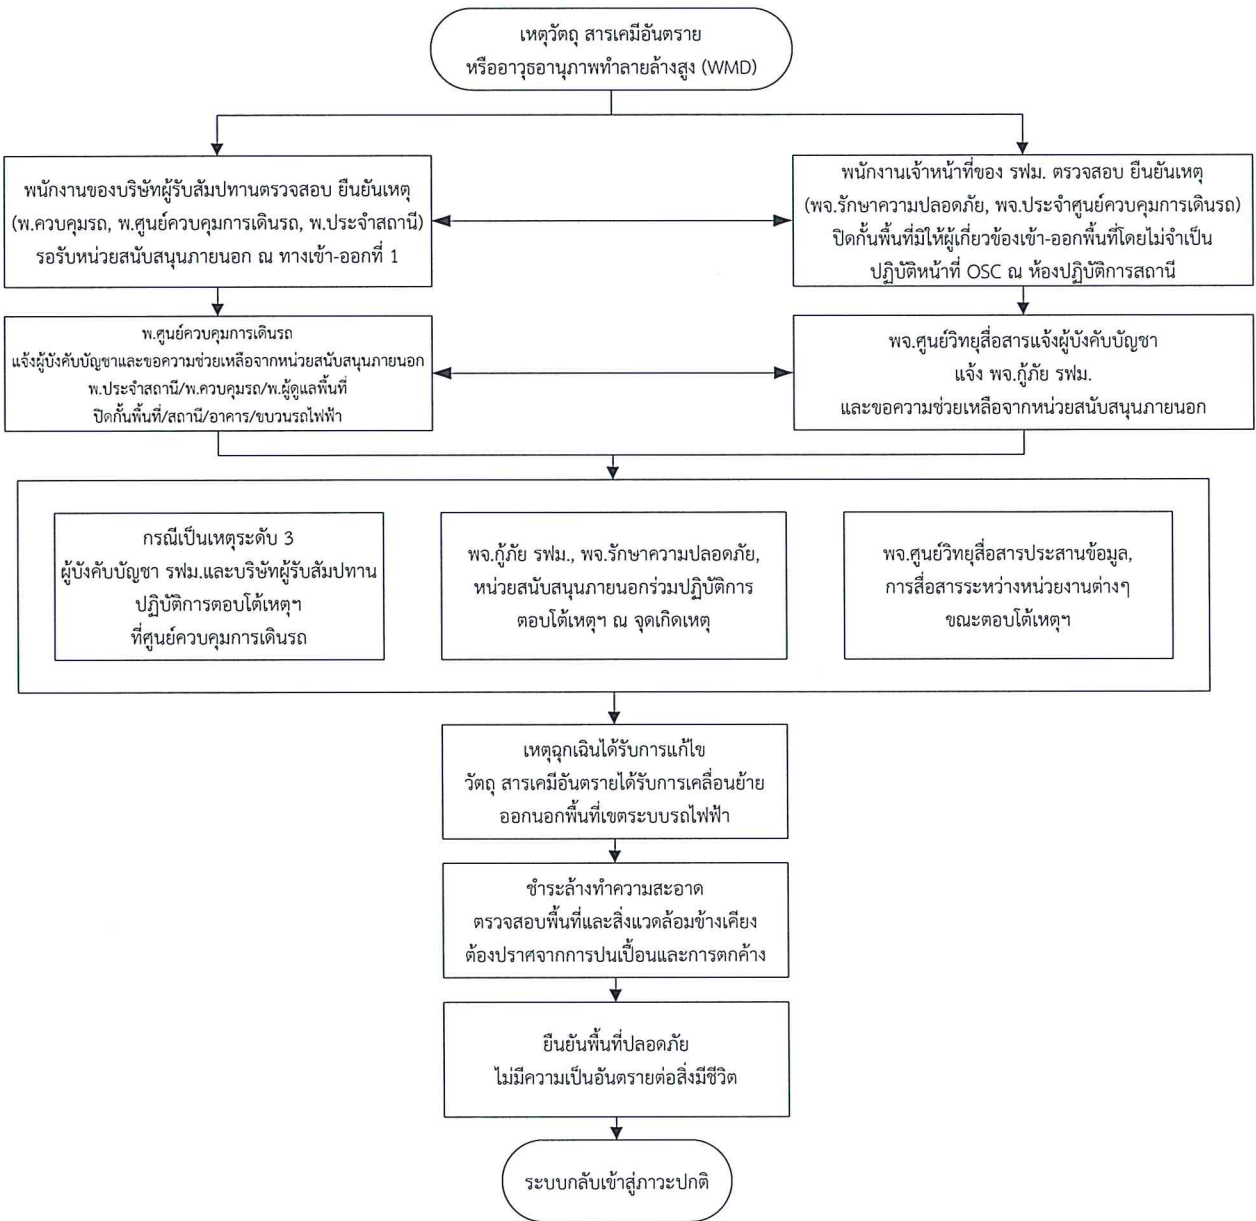 เหตุวัตถุ สารเคมีอันตราย
หรืออาวุธอานุภาพทำลายล้างสูง (WMD)
พนักงานของบริษัทผู้รับสัมปทานตรวจสอบ ยืนยันเหตุ
(พ.ควบคุมรถ, พ.ศูนย์ควบคุมการเดินรถ, พ.ประจำสถานี)
รอรับหน่วยสนับสนุนภายนอก ณ ทางเข้า-ออกที่ 1
พนักงานเจ้าหน้าที่ของ รฟม. ตรวจสอบ ยืนยันเหตุ
(พจ.รักษาความปลอดภัย, พจ.ประจำศูนย์ควบคุมการเดินรถ)
ปิดกั้นพื้นที่มิให้ผู้เกี่ยวข้องเข้า-ออกพื้นที่โดยไม่จำเป็น
ปฏิบัติหน้าที่ OSC ณ ห้องปฏิบัติการสถานี
พ.ศูนย์ควบคุมการเดินรถ
แจ้งผู้บังคับบัญชาและขอความช่วยเหลือจากหน่วยสนับสนุนภายนอก
พ.ประจำสถานี/พ.ควบคุมรถ/พ.ผู้ดูแลพื้นที่
ปิดกั้นพื้นที่/สถานี/อาคาร/ขบวนรถไฟฟ้า
พจ.ศูนย์วิทยุสื่อสารแจ้งผู้บังคับบัญชา
แจ้ง พจ.กู้ภัย รฟม.
และขอความช่วยเหลือจากหน่วยสนับสนุนภายนอก
กรณีเป็นเหตุระดับ 3
ผู้บังคับบัญชา รฟม.และบริษัทผู้รับสัมปทาน
ปฏิบัติการตอบโต้เหตุฯ
ที่ศูนย์ควบคุมการเดินรถ
พจ.กู้ภัย รฟม., พจ.รักษาความปลอดภัย,
หน่วยสนับสนุนภายนอกร่วมปฏิบัติการ
ตอบโต้เหตุฯ ณ จุดเกิดเหตุ
พจ.ศูนย์วิทยุสื่อสารประสานข้อมูล,
การสื่อสารระหว่างหน่วยงานต่างๆ
ขณะตอบโต้เหตุฯ
เหตุฉุกเฉินได้รับการแก้ไข
วัตถุ สารเคมีอันตรายได้รับการเคลื่อนย้าย
ออกนอกพื้นที่เขตระบบรถไฟฟ้า
ชำระล้างทำความสะอาด
ตรวจสอบพื้นที่และสิ่งแวดล้อมข้างเคียง
ต้องปราศจากการปนเปื้อนและการตกค้าง
ยืนยันพื้นที่ปลอดภัย
ไม่มีความเป็นอันตรายต่อสิ่งมีชีวิต
ระบบกลับเข้าสู่ภาวะปกติ